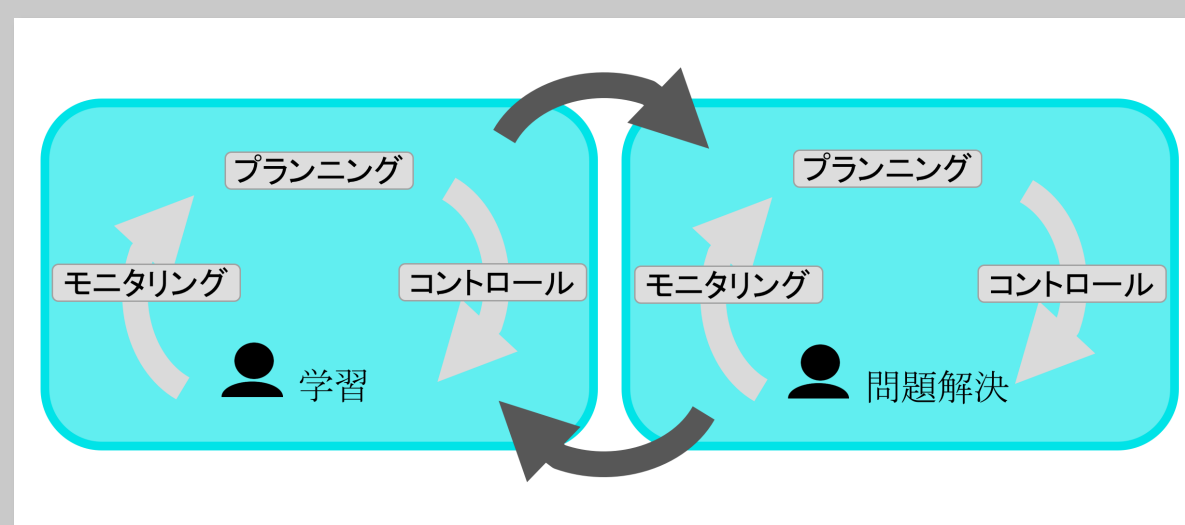 プランニング
モニタリング
コントロール
学習
プランニング
モニタリング
コントロール
問題解決